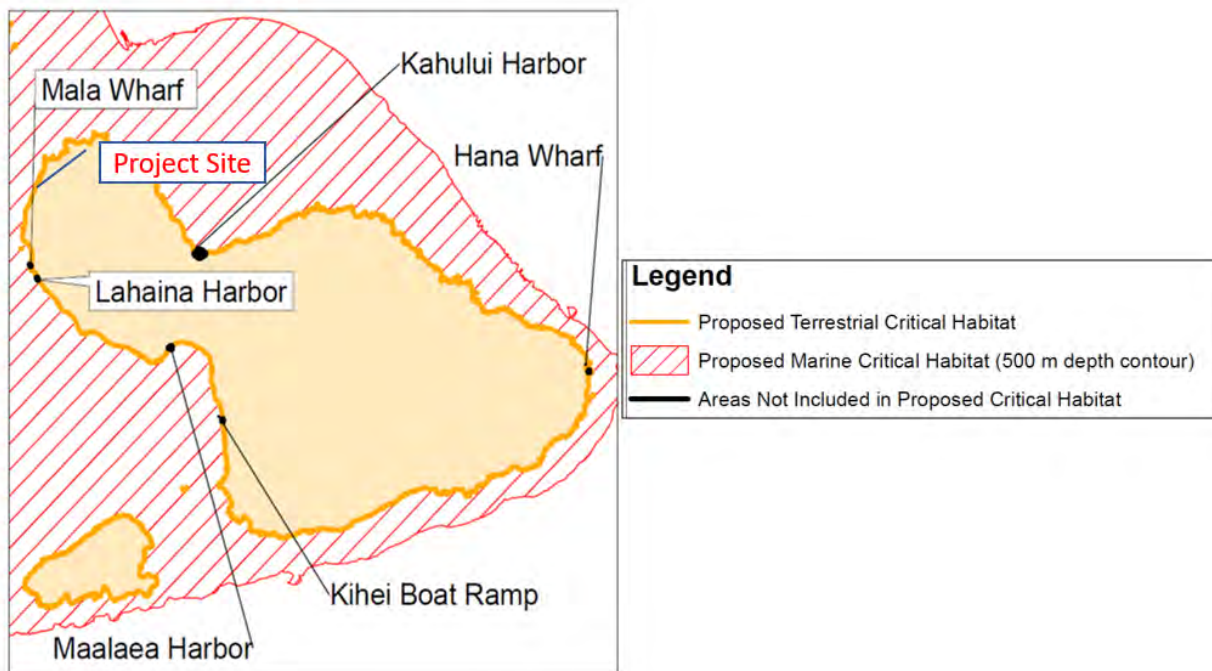 Kahului Harbor
Mala Wharf
Project Site
Hana Wharf
Lahaina Harbor
Kihei Boat Ramp
Maalaea Harbor
Legend
Proposed Terrestrial Critical Habitat
Proposed Marine Critical Habitat (500 m depth contour)
Areas Not Included in Proposed Critical Habitat